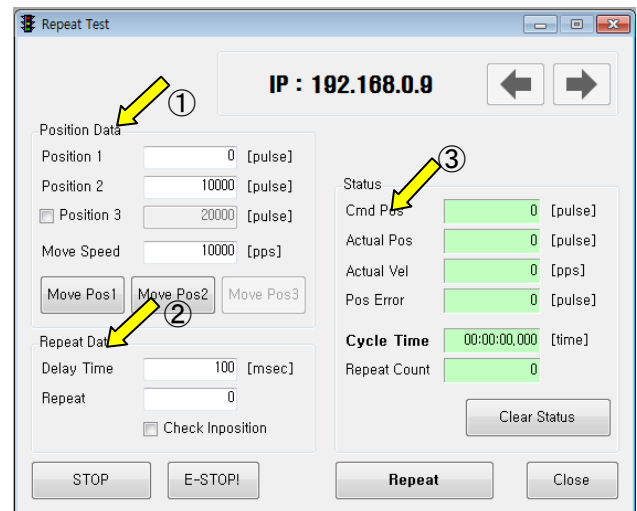 Repeat Test
IP : 192.168.0.9
①
Position Data
Position 1 0 [pulse]
Position 2 10000 [pulse]
Position 3 20000 [pulse]
Move Speed 10000 [pps]
Move Pos1 Move Pos2 Move Pos3
②
Repeat Data
Delay Time 100 [msec]
Repeat 0
Check Inposition
③
Status
Cmd Pos 0 [pulse]
Actual Pos 0 [pulse]
Actual Vel 0 [pps]
Pos Error 0 [pulse]
Cycle Time 00:00:00,000 [time]
Repeat Count 0
Clear Status
STOP E-STOP! Repeat Close